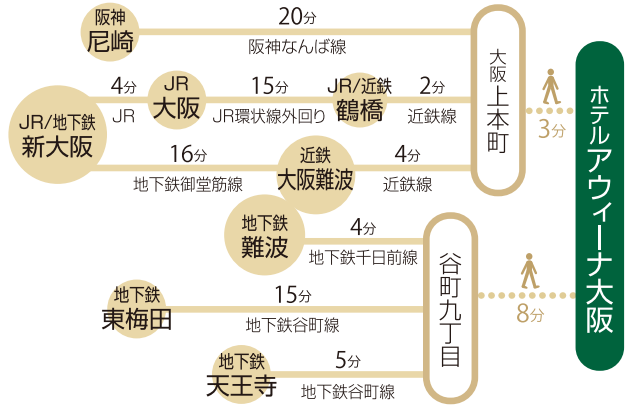 阪神
尼崎
20分
阪神なんば線
JR/地下鉄
新大阪
4分
JR
JR
大阪
15分
JR環状線外回り
JR/近鉄
鶴橋
2分
近鉄線
16分
地下鉄御堂筋線
近鉄
大阪難波
4分
近鉄線
大阪上本町
3分
地下鉄
難波
4分
地下鉄千日前線
地下鉄
東梅田
15分
地下鉄谷町線
地下鉄
天王寺
5分
地下鉄谷町線
谷町九丁目
8分
ホテルアウィーナ大阪